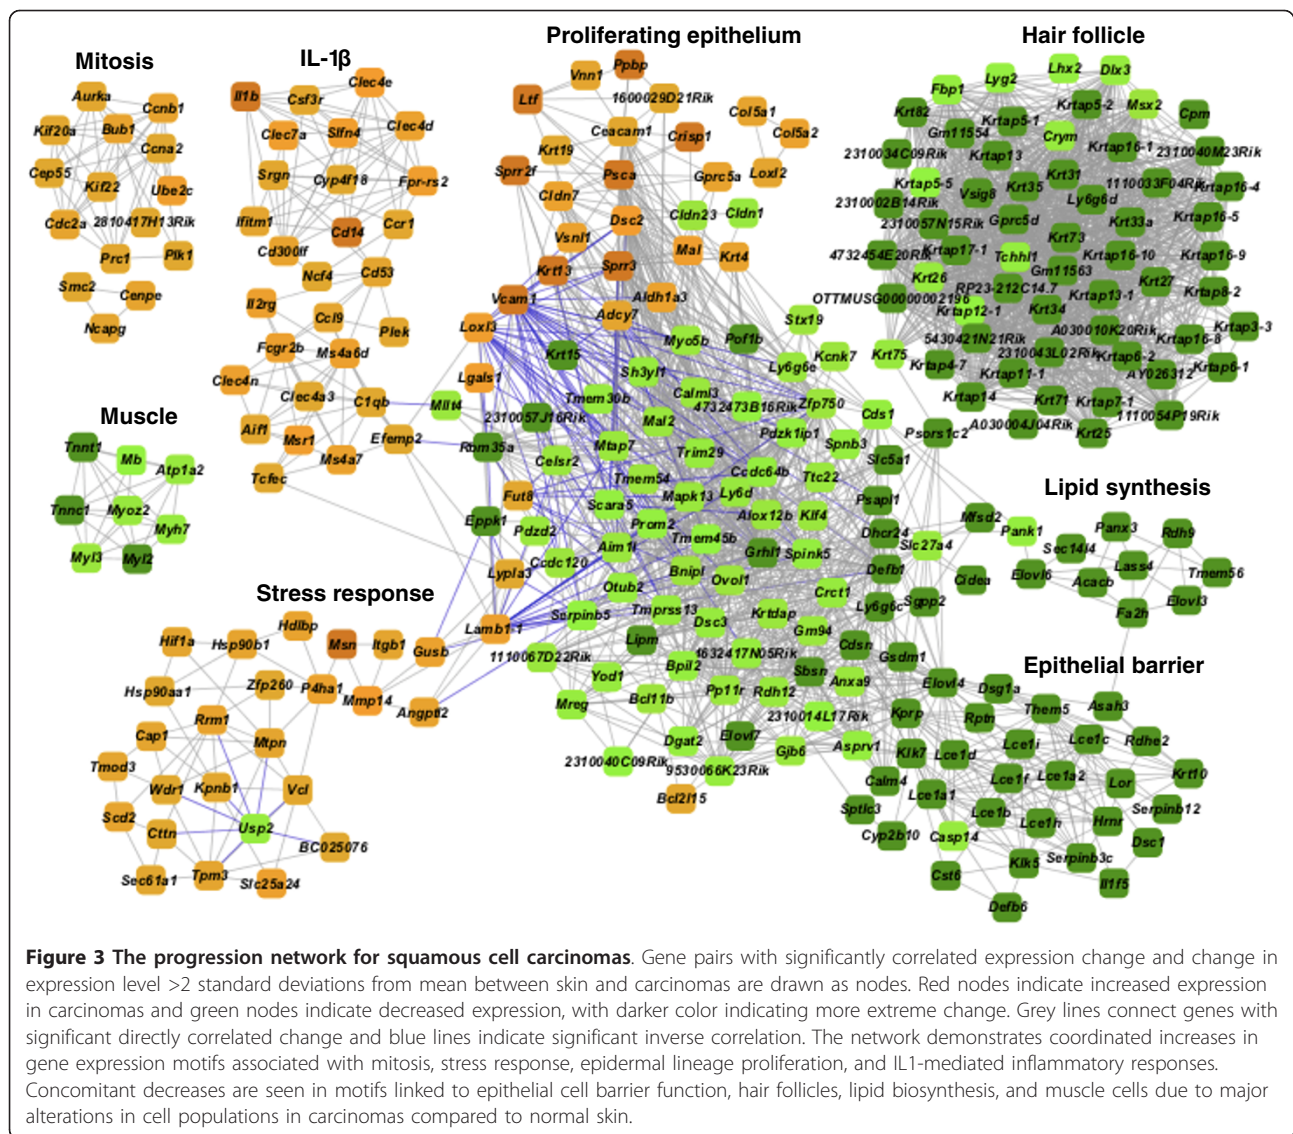 Mitosis
Aurka
Ccnb1
Kif20a
Bub1
Ccna2
Cep55
Kif22
Ube2c
Cdc2a
2810417H13Rik
Prc1
Plk1
Smc2
Cenpe
Ncapg
IL-1β
Il1b
Csf3r
Clec4e
Clec7a
Slfn4
Clec4d
Srgn
Cyp4f18
Fpr-rs2
Ifitm1
Cd14
Ccr1
Cd300lf
Ncf4
Cd53
Il2rg
Ccl9
Plek
Fcgr2b
Ms4a6d
Clec4n
Clec4a3
C1qb
Aif1
Msr1
Efemp2
Ms4a7
Tcfec
Muscle
Tnnt1
Mb
Atp1a2
Tnnc1
Myoz2
Myh7
Myl3
Myl2
Stress response
Hif1a
Hsp90b1
Hdlbp
Msn
Itgb1
Gusb
Hsp90aa1
Zfp260
P4ha1
Mmp14
Angptl2
Rrm1
Cap1
Mtpn
Tmod3
Wdr1
Kpnb1
Vcl
Scd2
Cttn
Usp2
BC025076
Sec61a1
Tpm3
Slc25a24
Proliferating epithelium
Ppbp
Vnn1
Ltf
1600029D21Rik
Col5a1
Ceacam1
Crisp1
Col5a2
Krt19
Sprr2f
Psca
Gprc5a
Loxl2
Cldn7
Dsc2
Cldn23
Cldn1
Vsnl1
Mal
Krt4
Krt13
Sprr3
Vcam1
Aldh1a3
Adcy7
Loxl3
Stx19
Myo5b
Pof1b
Krt15
Ly6g6e
Kcnk7
Lgals1
Sh3yl1
Calml3
Mllt4
Tmem30b
4732473B16Rik
Zfp750
2310057J16Rik
Mal2
Cds1
Pdzk1ip1
Spnb3
Rbm35a
Mtap7
Trim29
Celsr2
Slc5a1
Ccdc64b
Ttc22
Tmem54
Fut8
Mapk13
Ly6d
Scara5
Psapl1
Eppk1
Pdzd2
Prom2
Alox12b
Klf4
Dhcr24
Aim1l
Tmem45b
Grhl1
Spink5
Slc27a4
Lypla3
Ccdc120
Bnipl
Ovol1
Defb1
Otub2
Crct1
Serpinb5
Tmprss13
Krtdap
Ly6g6c
Sgpp2
Lamb1-1
Dsc3
Gm94
Lipm
1110067D22Rik
4632417N05Rik
Cdsn
Gsdm1
Bpil2
Sbsn
Anxa9
Yod1
Pp11r
Rdh12
Mreg
Bcl11b
2310014L17Rik
Dgat2
Elovl7
Gjb6
Asprv1
2310040C09Rik
9530066K23Rik
Bcl2l15
Hair follicle
Lhx2
Dlx3
Lyg2
Fbp1
Krtap5-2
Msx2
Krt82
Krtap5-1
Cpm
Gm11554
Crym
Krtap16-1
2310034C09Rik
Krtap13
2310040M23Rik
Krt31
Krtap5-5
Vsig8
Krt35
1110033F04Rik
Krtap16-4
2310002B14Rik
Ly6g6d
2310057N15Rik
Gprc5d
Krt33a
Krtap16-5
Krt73
4732454E20Rik
Krtap17-1
Tchhl1
Krtap16-10
Krtap16-9
Krt26
Gm11563
RP23-212C14.7
Krt27
OTTMUSG00000002196
Krtap13-1
Krtap8-2
Krtap12-1
Krt34
5430421N21Rik
A030010K20Rik
Krtap3-3
Krtap16-8
Krt75
2310043L02Rik
Krtap6-2
Krtap4-7
Krtap11-1
AY026312
Krtap6-1
Krtap14
Krt71
Krtap7-1
1110054P19Rik
A030004J04Rik
Krt25
Psors1c2
Lipid synthesis
Mfsd2
Pank1
Panx3
Rdh9
Sec14l4
Cidea
Elovl6
Lass4
Tmem56
Acacb
Elovl3
Fa2h
Epithelial barrier
Elovl4
Dsg1a
Them5
Asah3
Kprp
Rptn
Klk7
Lce1d
Lce1i
Lce1c
Rdhe2
Calm4
Lce1f
Lce1a2
Lor
Krt10
Lce1a1
Sptlc3
Lce1b
Lce1h
Hrnr
Serpinb12
Cyp2b10
Casp14
Dsc1
Klk5
Serpinb3c
Cst6
Il1f5
Defb6
Figure 3 The progression network for squamous cell carcinomas. Gene pairs with significantly correlated expression change and change in
expression level >2 standard deviations from mean between skin and carcinomas are drawn as nodes. Red nodes indicate increased expression
in carcinomas and green nodes indicate decreased expression, with darker color indicating more extreme change. Grey lines connect genes with
significant directly correlated change and blue lines indicate significant inverse correlation. The network demonstrates coordinated increases in
gene expression motifs associated with mitosis, stress response, epidermal lineage proliferation, and IL1-mediated inflammatory responses.
Concomitant decreases are seen in motifs linked to epithelial cell barrier function, hair follicles, lipid biosynthesis, and muscle cells due to major
alterations in cell populations in carcinomas compared to normal skin.